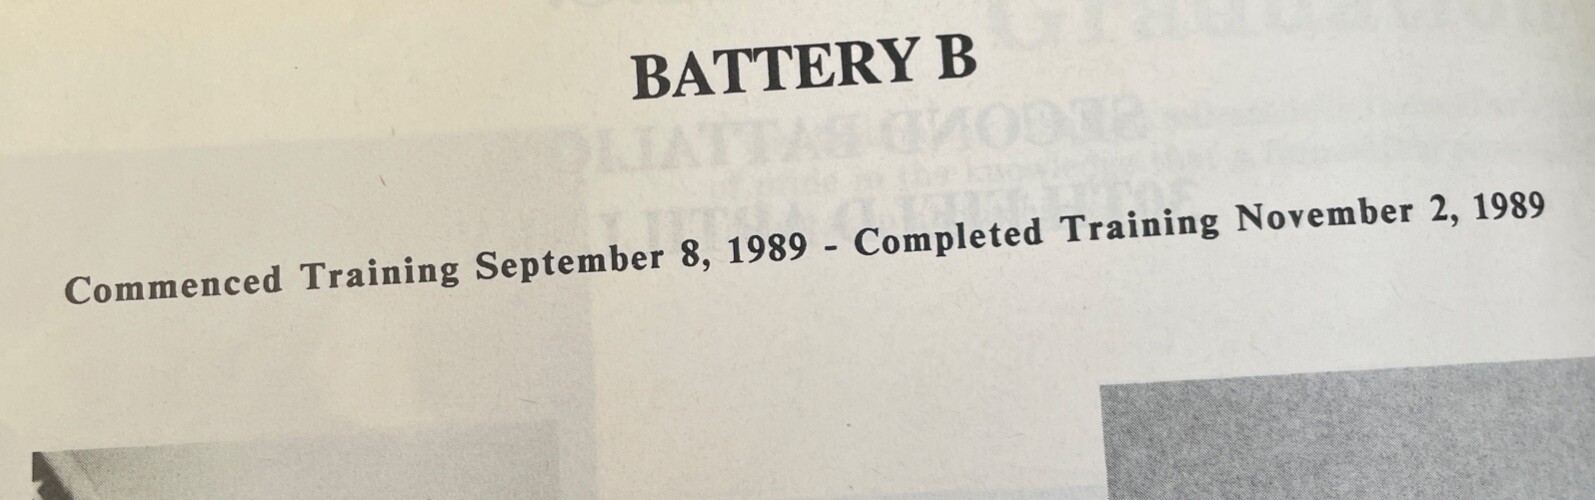 BATTERY B
Commenced Training September 8, 1989 - Completed Training November 2, 1989